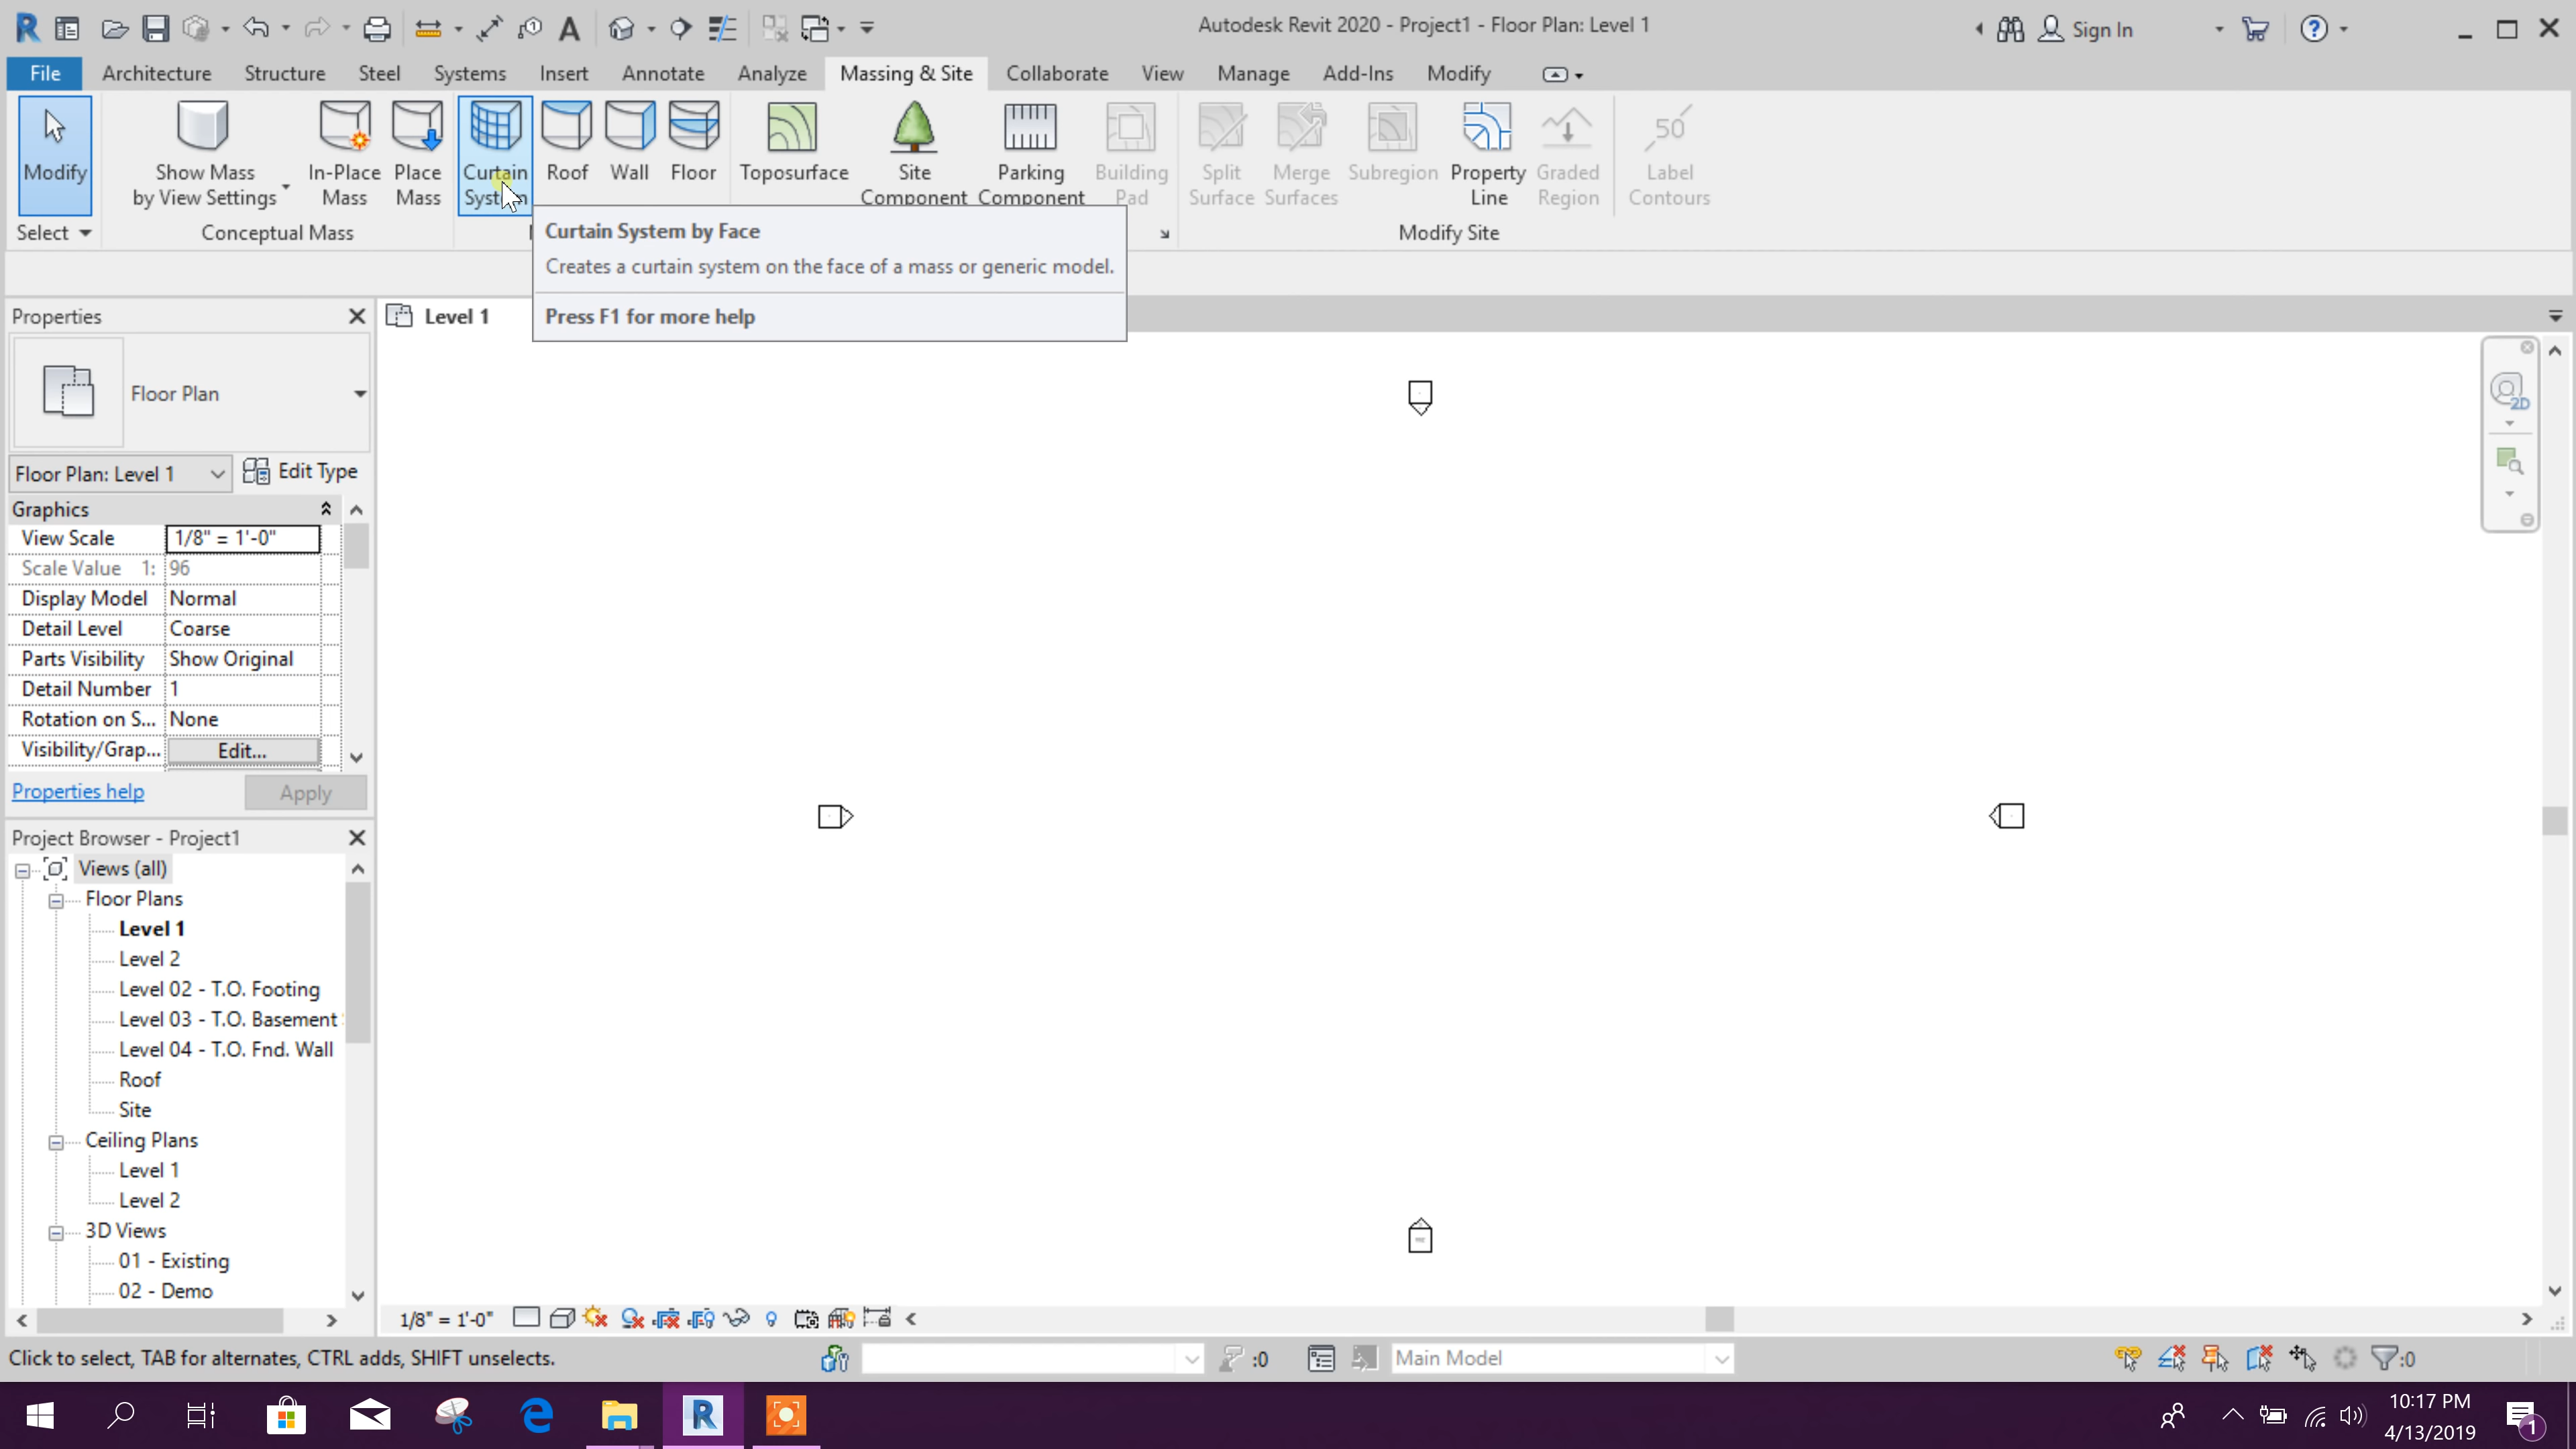 Autodesk Revit 2020 - Project1 - Floor Plan: Level 1
Sign In
File Architecture Structure Steel Systems Insert Annotate Analyze Massing & Site Collaborate View Manage Add-Ins Modify
Modify
Show Mass
by View Settings
In-Place
Mass
Place
Mass
Curtain
System
Roof
Wall
Floor
Toposurface
Site
Component
Parking
Component
Building
Pad
Split
Surface
Merge
Surfaces
Subregion
Property
Line
Graded
Region
50
Label
Contours
Select
Conceptual Mass
Modify Site
Curtain System by Face
Creates a curtain system on the face of a mass or generic model.
Press F1 for more help
Properties
Level 1
Floor Plan
Floor Plan: Level 1
Edit Type
Graphics
View Scale 1/8" = 1'-0"
Scale Value 1: 96
Display Model Normal
Detail Level Coarse
Parts Visibility Show Original
Detail Number 1
Rotation on S... None
Visibility/Grap... Edit...
Properties help
Apply
2D
Project Browser - Project1
Views (all)
Floor Plans
Level 1
Level 2
Level 02 - T.O. Footing
Level 03 - T.O. Basement
Level 04 - T.O. Fnd. Wall
Roof
Site
Ceiling Plans
Level 1
Level 2
3D Views
01 - Existing
02 - Demo
1/8" = 1'-0"
Click to select, TAB for alternates, CTRL adds, SHIFT unselects.
:0
Main Model
:0
10:17 PM
4/13/2019
1